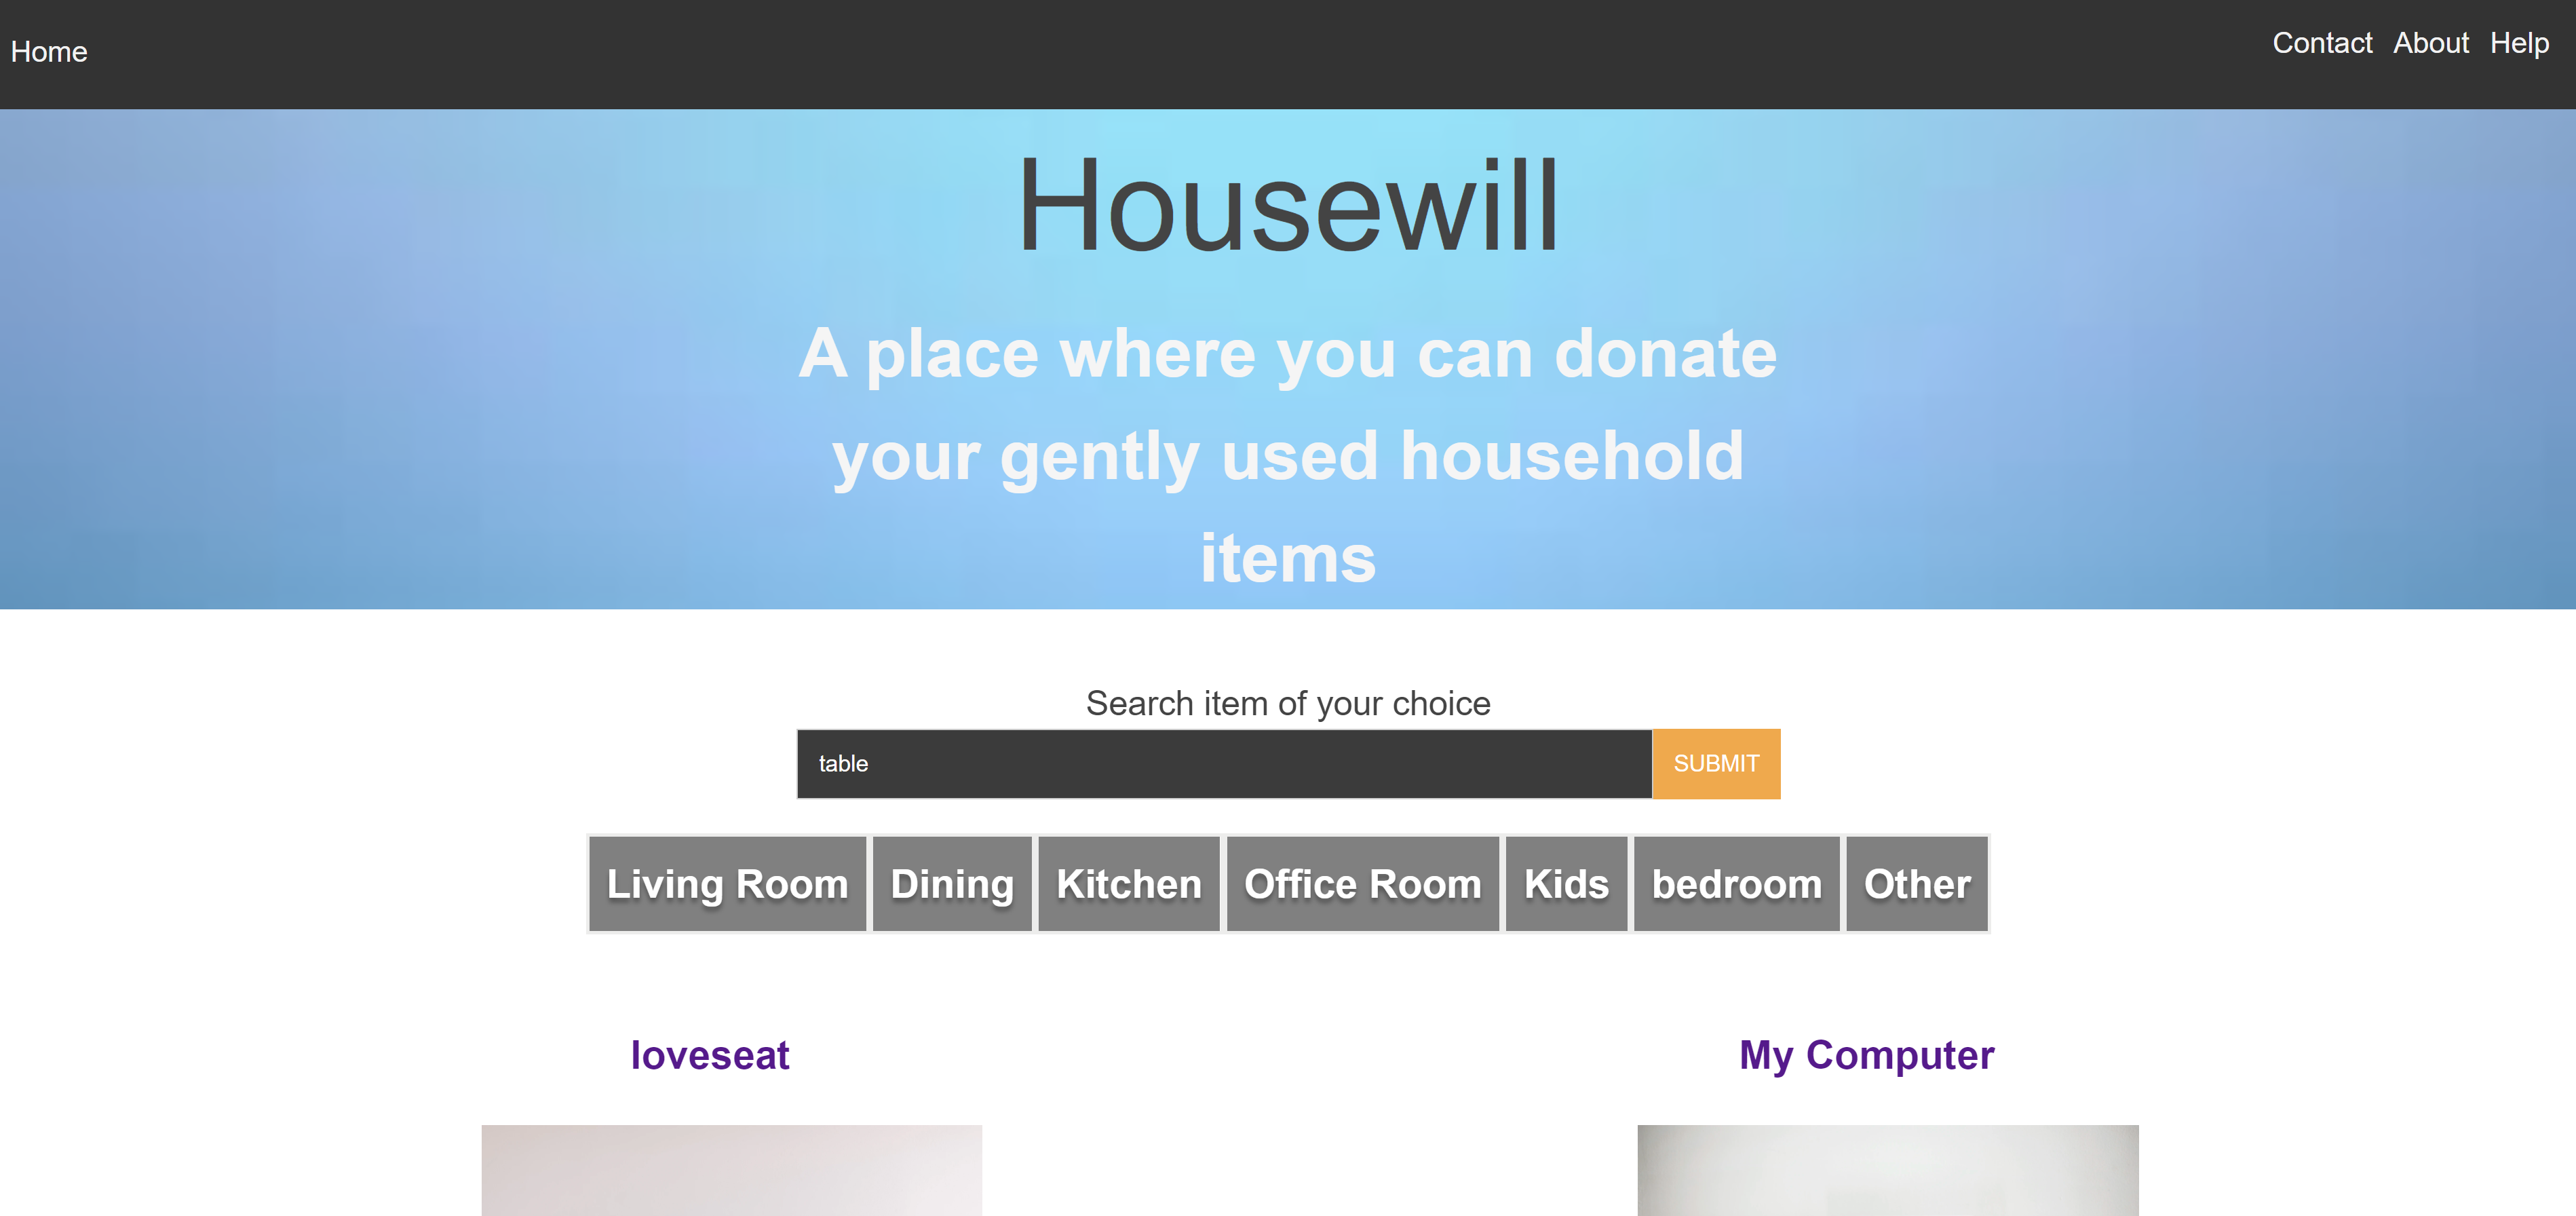 Home
Contact About Help
Housewill
A place where you can donate
your gently used household
items
Search item of your choice
table
SUBMIT
Living Room
Dining
Kitchen
Office Room
Kids
bedroom
Other
loveseat
My Computer